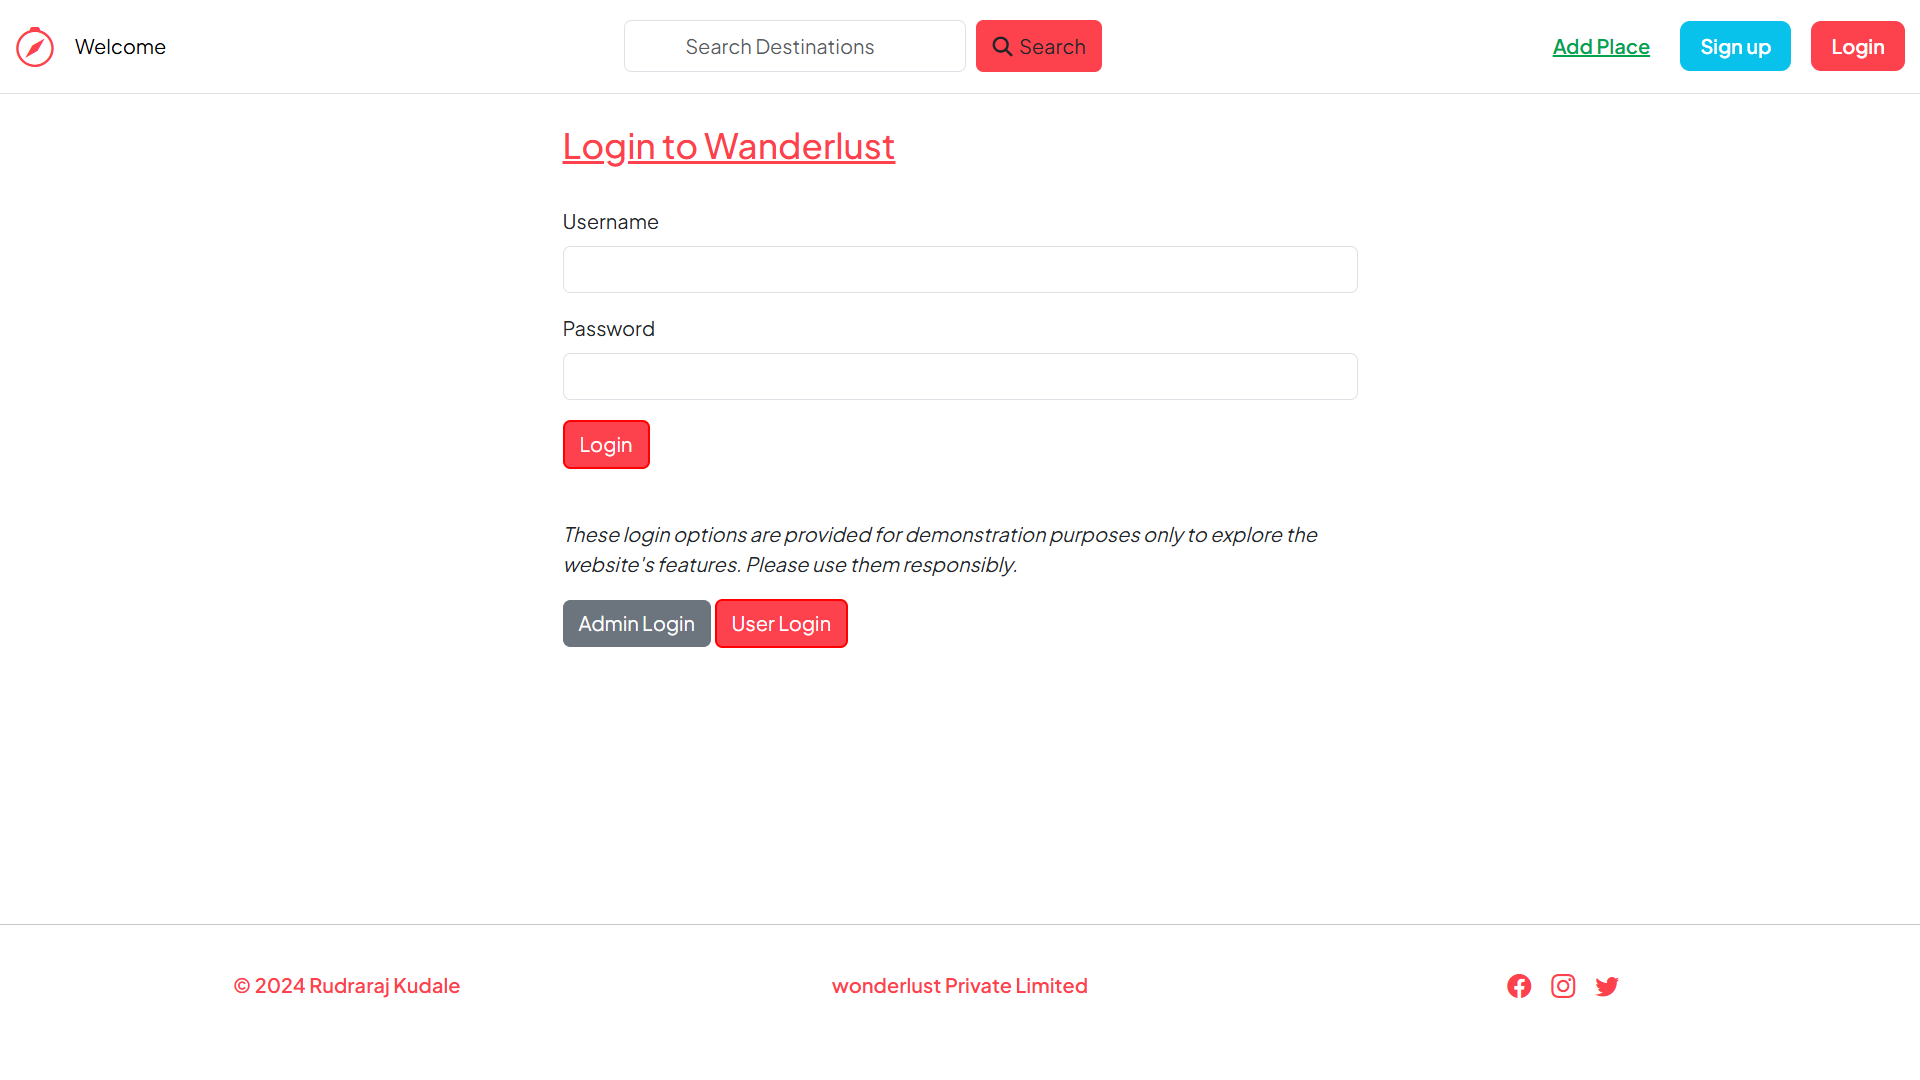 Welcome
Search Destinations
Search
Add Place
Sign up
Login
Login to Wanderlust
Username
Password
Login
These login options are provided for demonstration purposes only to explore the
website's features. Please use them responsibly.
Admin Login
User Login
© 2024 Rudraraj Kudale
wonderlust Private Limited